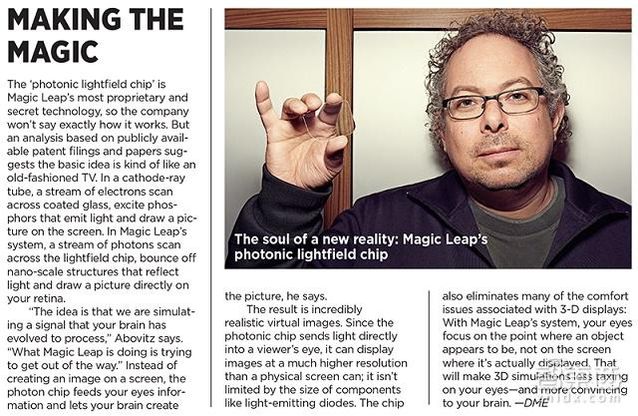 MAKING THE
MAGIC
The ‘photonic lightfield chip’ is
Magic Leap’s most proprietary and
secret technology, so the company
won’t say exactly how it works. But
an analysis based on publicly avail-
able patent filings and papers sug-
gests the basic idea is kind of like an
old-fashioned TV. In a cathode-ray
tube, a stream of electrons scan
across coated glass, excite phos-
phors that emit light and draw a pic-
ture on the screen. In Magic Leap’s
system, a stream of photons scan
across the lightfield chip, bounce off
nano-scale structures that reflect
light and draw a picture directly on
your retina.
“The idea is that we are simulat-
ing a signal that your brain has
evolved to process,” Abovitz says.
“What Magic Leap is doing is trying
to get out of the way.” Instead of
creating an image on a screen, the
photon chip feeds your eyes infor-
mation and lets your brain create
The soul of a new reality: Magic Leap’s
photonic lightfield chip
the picture, he says.
The result is incredibly
realistic virtual images. Since the
photonic chip sends light directly
into a viewer’s eye, it can display
images at a much higher resolution
than a physical screen can; it isn’t
limited by the size of components
like light-emitting diodes. The chip
also eliminates many of the comfort
issues associated with 3-D displays:
With Magic Leap’s system, your eyes
focus on the point where an object
appears to be, not on the screen
where it’s actually displayed. That
will make 3D simulations less taxing
on your eyes—and more convincing
to your brain. —DME